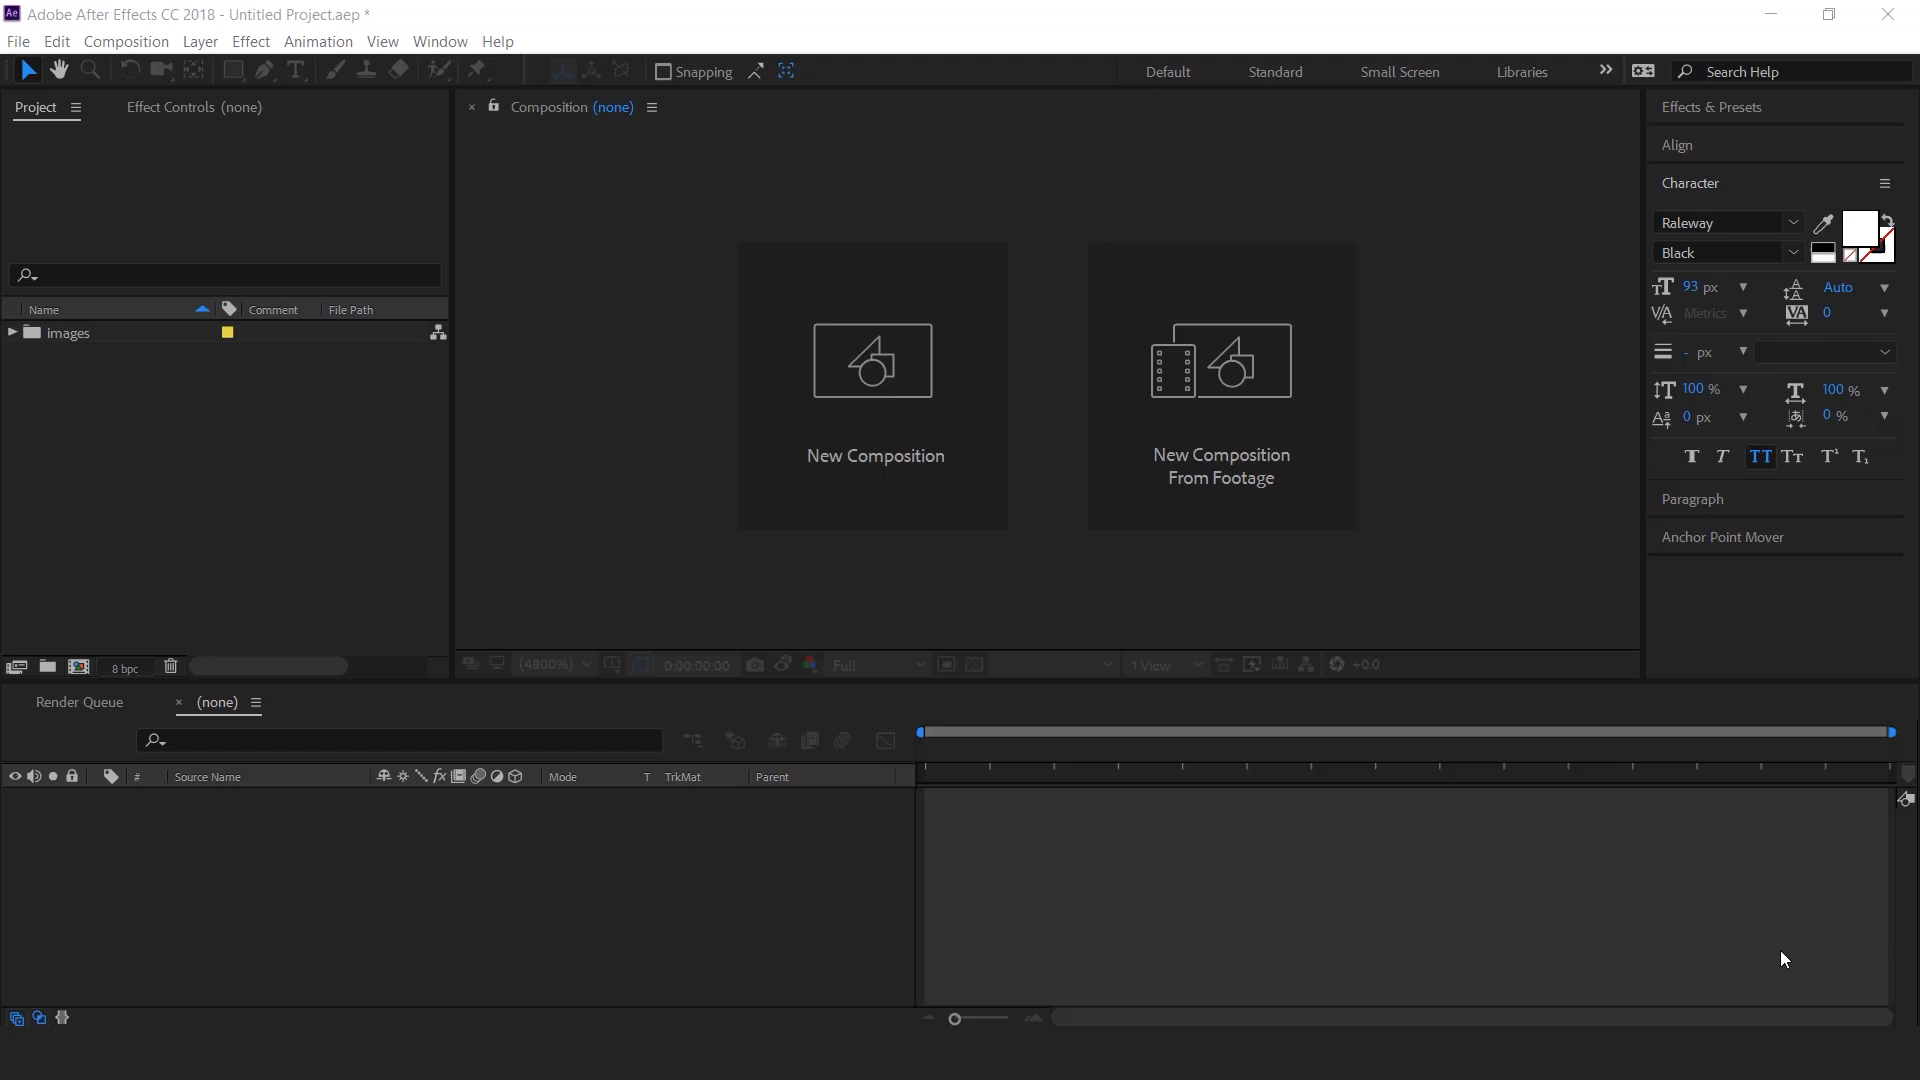 Ae Adobe After Effects CC 2018 - Untitled Project.aep *
File Edit Composition Layer Effect Animation View Window Help
Snapping Default Standard Small Screen Libraries Search Help
Project Effect Controls (none)
Composition (none)
Effects & Presets
Align
Character
Raleway
Black
93 px Auto
Metrics 0
- px
100 % 100 %
0 px 0 %
Paragraph
Anchor Point Mover
Name Comment File Path
images
New Composition
New Composition
From Footage
8 bpc
(4800%) 0;00;00;00 Full 1 View +0.0
Render Queue (none)
# Source Name fx Mode T TrkMat Parent